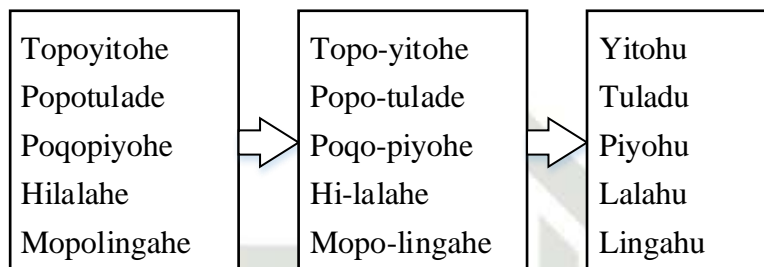 Topoyitohe
Popotulade
Poqopiyohe
Hilalahe
Mopolingahe
Topo-yitohe
Popo-tulade
Poqo-piyohe
Hi-lalahe
Mopo-lingahe
Yitohu
Tuladu
Piyohu
Lalahu
Lingahu